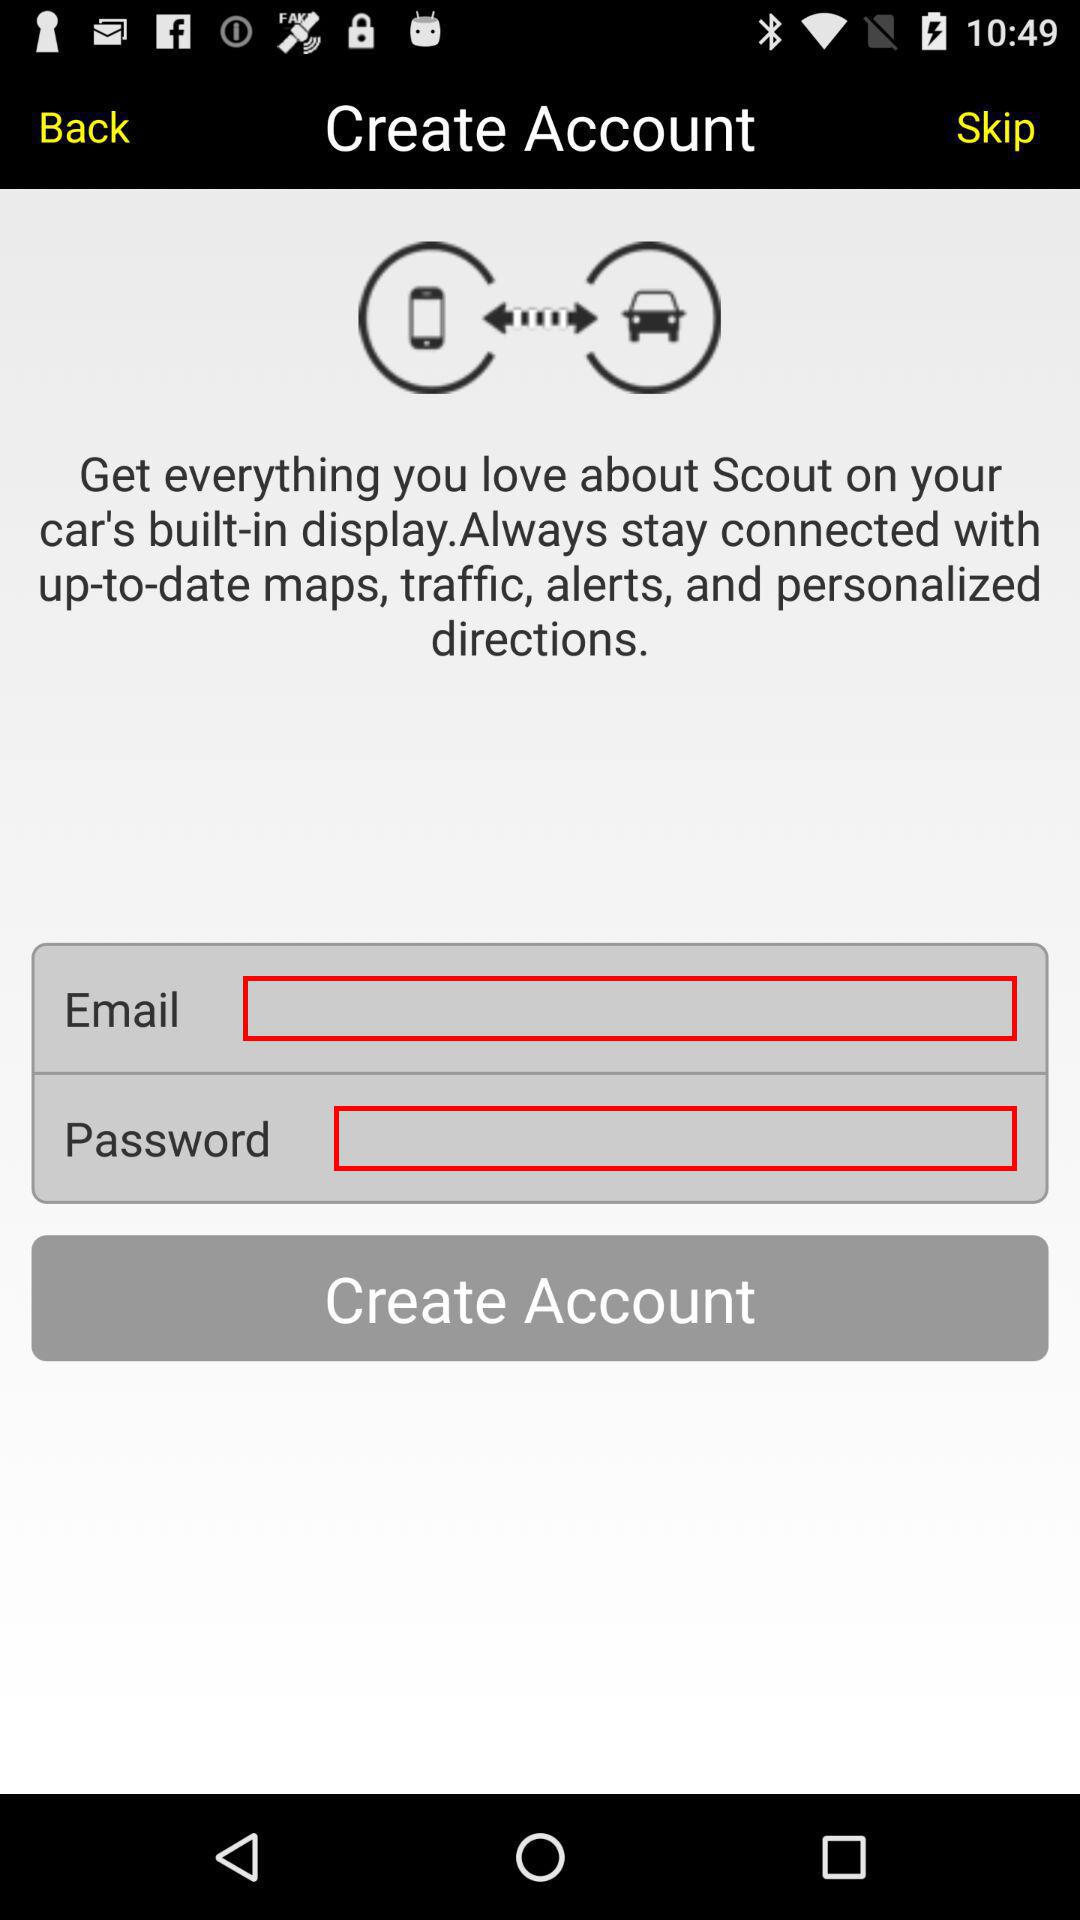 FAKE
10:49
Back
Create Account
Skip
Get everything you love about Scout on your
car's built-in display.Always stay connected with
up-to-date maps, traffic, alerts, and personalized
directions.
Email
Password
Create Account